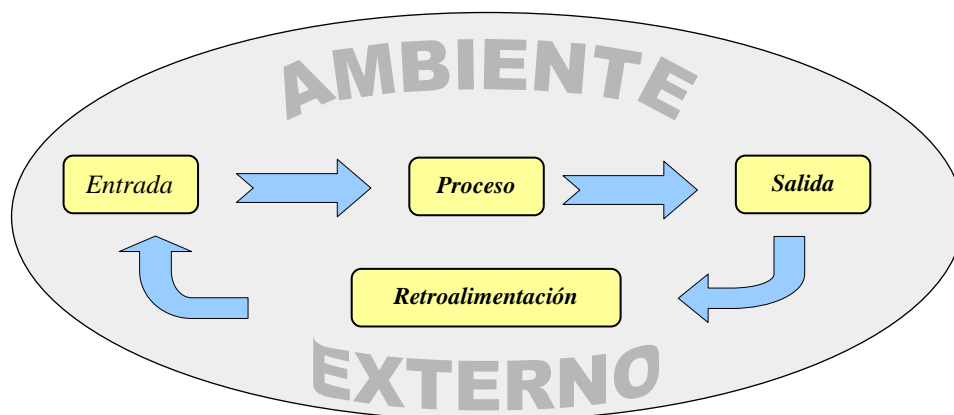 AMBIENTE
Entrada
Proceso
Salida
Retroalimentación
EXTERNO